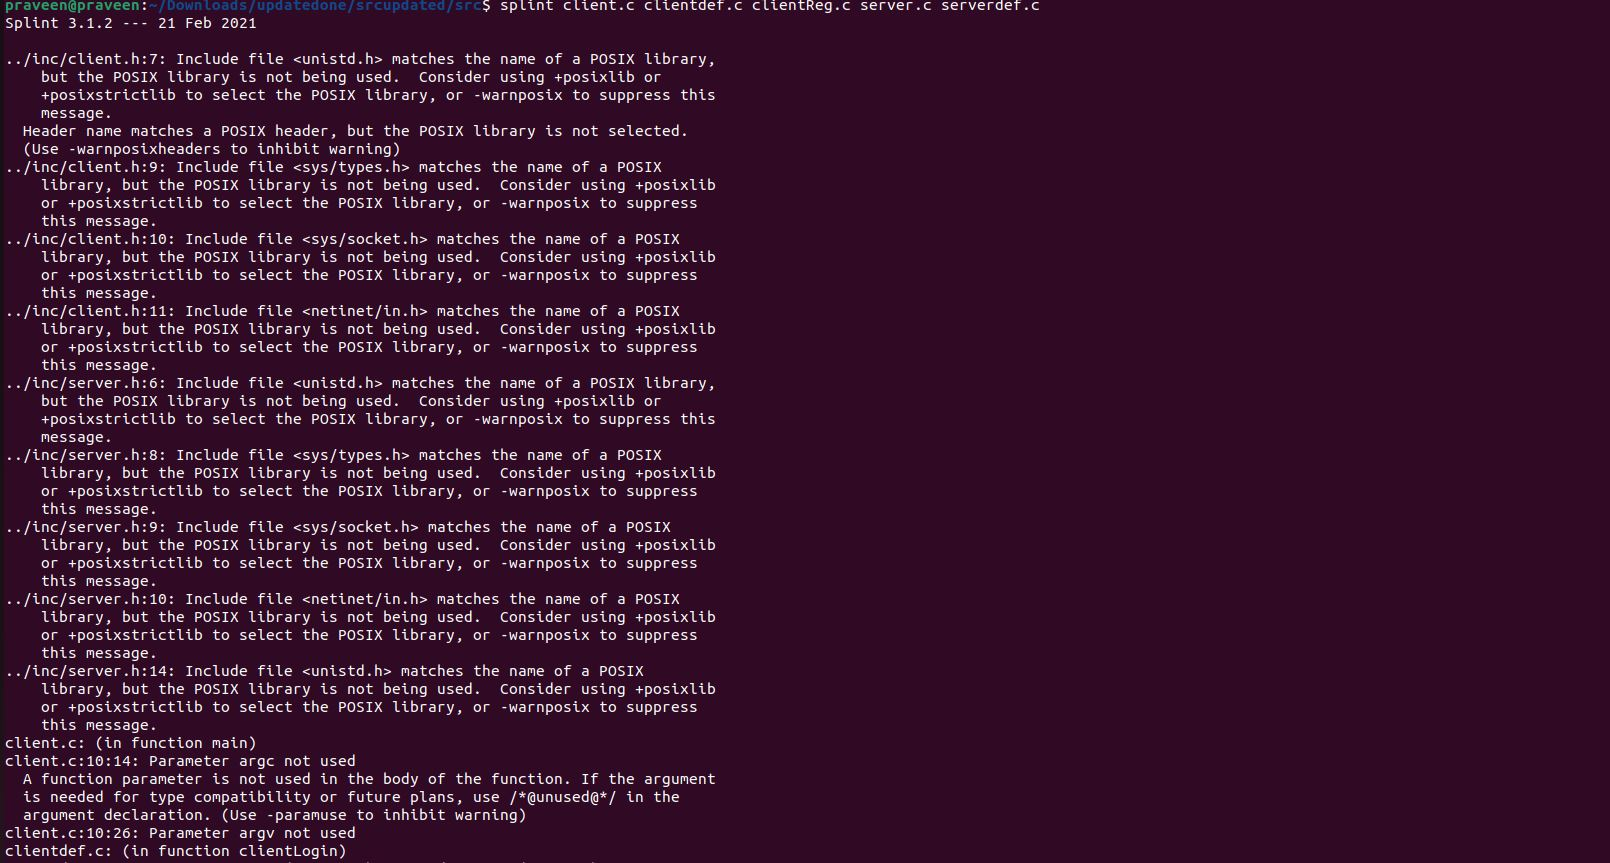 praveen@praveen:~/Downloads/updatedone/srcupdated/src$ splint client.c clientdef.c clientReg.c server.c serverdef.c
Splint 3.1.2 --- 21 Feb 2021
../inc/client.h:7: Include file <unistd.h> matches the name of a POSIX library,
but the POSIX library is not being used.  Consider using +posixlib or
+posixstrictlib to select the POSIX library, or -warnposix to suppress this
message.
Header name matches a POSIX header, but the POSIX library is not selected.
(Use -warnposixheaders to inhibit warning)
../inc/client.h:9: Include file <sys/types.h> matches the name of a POSIX
library, but the POSIX library is not being used.  Consider using +posixlib
or +posixstrictlib to select the POSIX library, or -warnposix to suppress
this message.
../inc/client.h:10: Include file <sys/socket.h> matches the name of a POSIX
library, but the POSIX library is not being used.  Consider using +posixlib
or +posixstrictlib to select the POSIX library, or -warnposix to suppress
this message.
../inc/client.h:11: Include file <netinet/in.h> matches the name of a POSIX
library, but the POSIX library is not being used.  Consider using +posixlib
or +posixstrictlib to select the POSIX library, or -warnposix to suppress
this message.
../inc/server.h:6: Include file <unistd.h> matches the name of a POSIX library,
but the POSIX library is not being used.  Consider using +posixlib or
+posixstrictlib to select the POSIX library, or -warnposix to suppress this
message.
../inc/server.h:8: Include file <sys/types.h> matches the name of a POSIX
library, but the POSIX library is not being used.  Consider using +posixlib
or +posixstrictlib to select the POSIX library, or -warnposix to suppress
this message.
../inc/server.h:9: Include file <sys/socket.h> matches the name of a POSIX
library, but the POSIX library is not being used.  Consider using +posixlib
or +posixstrictlib to select the POSIX library, or -warnposix to suppress
this message.
../inc/server.h:10: Include file <netinet/in.h> matches the name of a POSIX
library, but the POSIX library is not being used.  Consider using +posixlib
or +posixstrictlib to select the POSIX library, or -warnposix to suppress
this message.
../inc/server.h:14: Include file <unistd.h> matches the name of a POSIX
library, but the POSIX library is not being used.  Consider using +posixlib
or +posixstrictlib to select the POSIX library, or -warnposix to suppress
this message.
client.c: (in function main)
client.c:10:14: Parameter argc not used
A function parameter is not used in the body of the function. If the argument
is needed for type compatibility or future plans, use /*@unused@*/ in the
argument declaration. (Use -paramuse to inhibit warning)
client.c:10:26: Parameter argv not used
clientdef.c: (in function clientLogin)